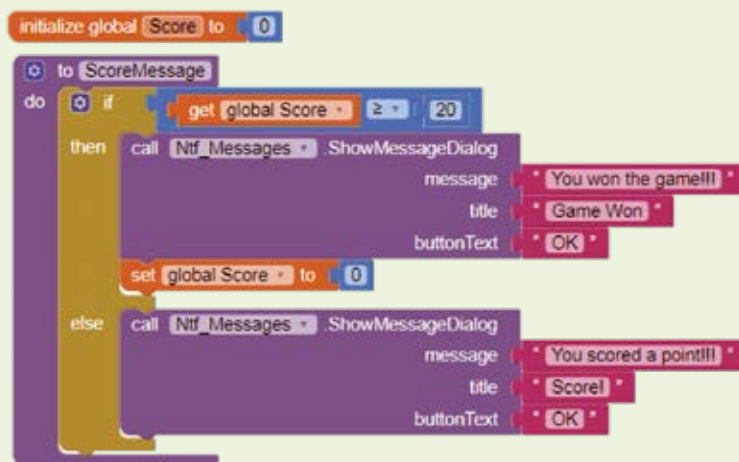 initialize global Score to 0
to ScoreMessage
do if get global Score ≥ 20
then call Ntf_Messages .ShowMessageDialog
message " You won the game!!! "
title " Game Won "
buttonText " OK "
set global Score to 0
else call Ntf_Messages .ShowMessageDialog
message " You scored a point!!! "
title " Score! "
buttonText " OK "